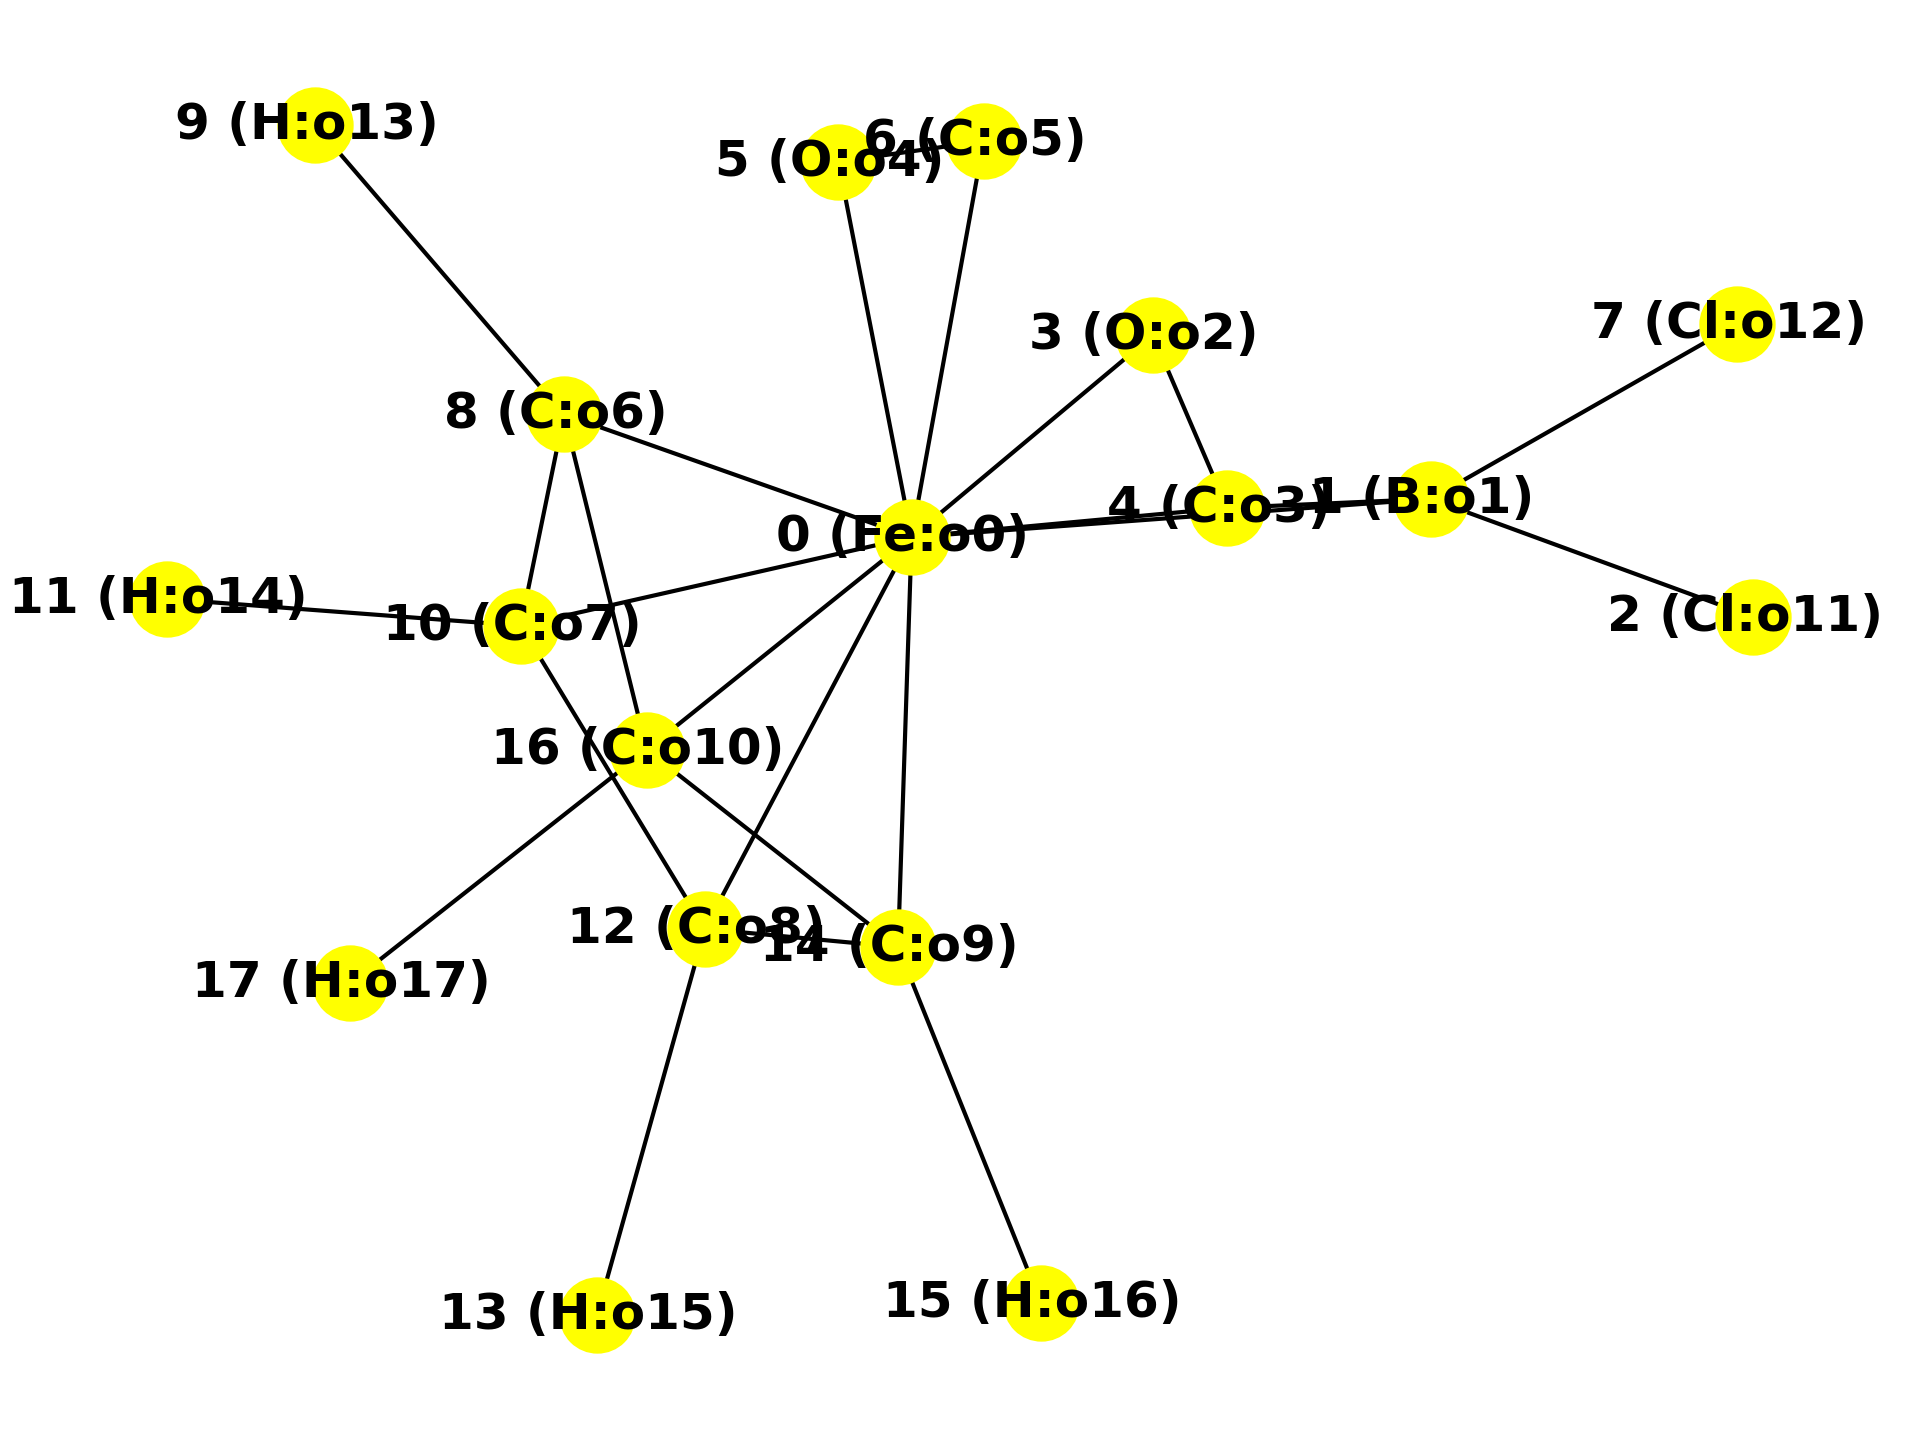 9 (H:o13)
5 (O:o4)
6 (C:o5)
3 (O:o2)
7 (Cl:o12)
8 (C:o6)
0 (Fe:o0)
4 (C:o3)
1 (B:o1)
11 (H:o14)
10 (C:o7)
2 (Cl:o11)
16 (C:o10)
12 (C:o8)
14 (C:o9)
17 (H:o17)
13 (H:o15)
15 (H:o16)